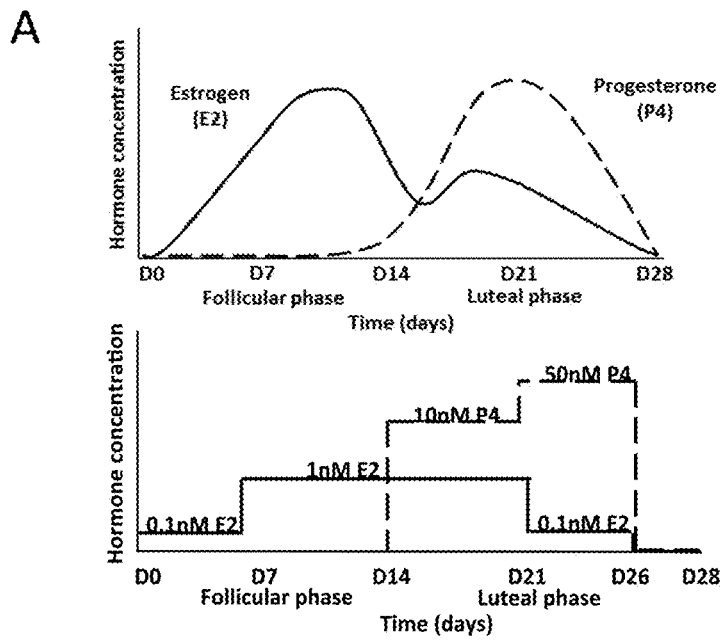 A
Hormone concentration
Estrogen
(E2)
Progesterone
(P4)
D0 D7 D14 D21 D28
Follicular phase Luteal phase
Time (days)
Hormone concentration
50nM P4
10nM P4
1nM E2
0.1nM E2 0.1nM E2
D0 D7 D14 D21 D26 D28
Follicular phase Luteal phase
Time (days)